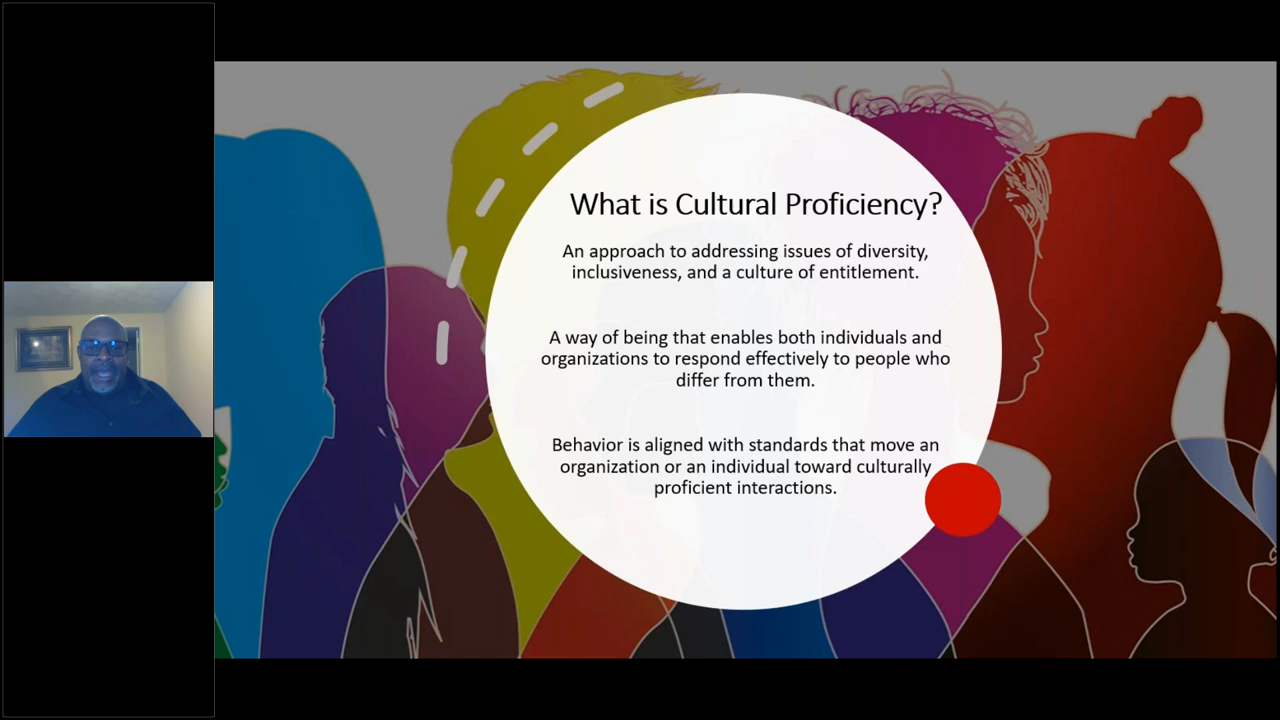 What is Cultural Proficiency?
An approach to addressing issues of diversity,
inclusiveness, and a culture of entitlement.
A way of being that enables both individuals and
organizations to respond effectively to people who
differ from them.
Behavior is aligned with standards that move an
organization or an individual toward culturally
proficient interactions.